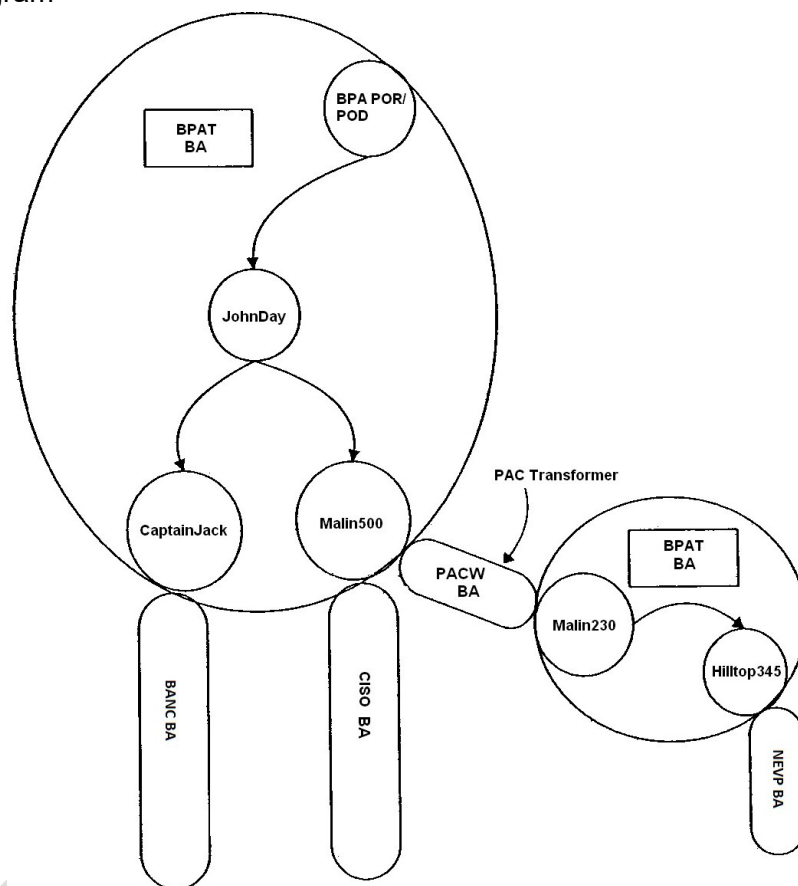 BPA POR/
POD
BPAT
BA
JohnDay
PAC Transformer
CaptainJack
Malin500
BPAT
BA
PACW
BA
Malin230
Hilltop345
BANC BA
CISO BA
NEVP BA